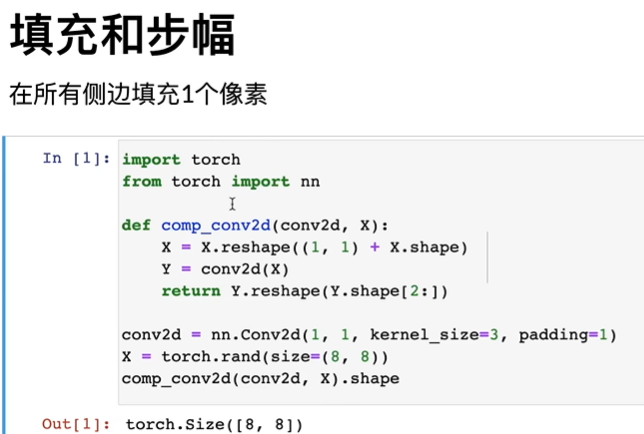 填充和步幅
在所有侧边填充1个像素
In [1]: import torch
from torch import nn
def comp_conv2d(conv2d, X):
    X = X.reshape((1, 1) + X.shape)
    Y = conv2d(X)
    return Y.reshape(Y.shape[2:])
conv2d = nn.Conv2d(1, 1, kernel_size=3, padding=1)
X = torch.rand(size=(8, 8))
comp_conv2d(conv2d, X).shape
Out[1]: torch.Size([8, 8])